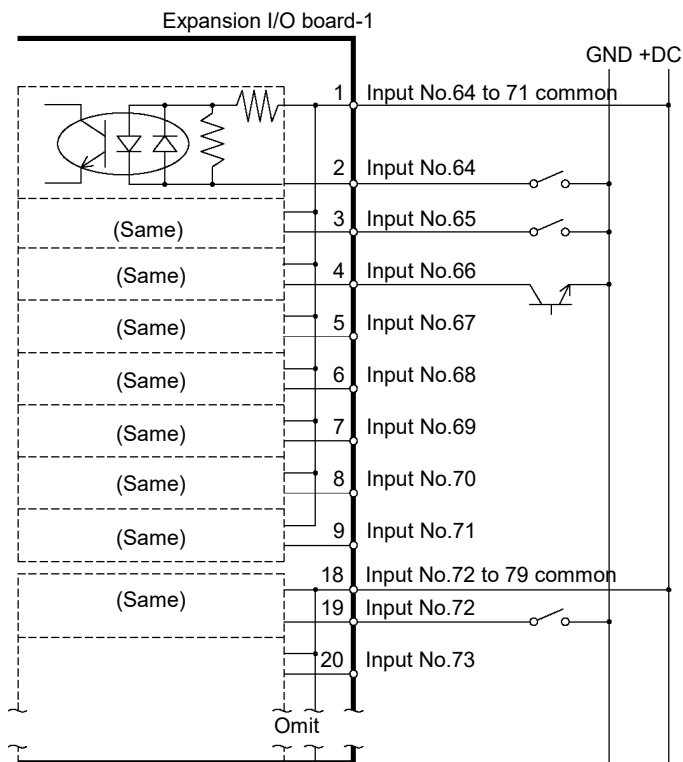 Expansion I/O board-1
GND +DC
1 Input No.64 to 71 common
2 Input No.64
(Same) 3 Input No.65
(Same) 4 Input No.66
(Same) 5 Input No.67
(Same) 6 Input No.68
(Same) 7 Input No.69
(Same) 8 Input No.70
(Same) 9 Input No.71
18 Input No.72 to 79 common
(Same)
19 Input No.72
20 Input No.73
Omit